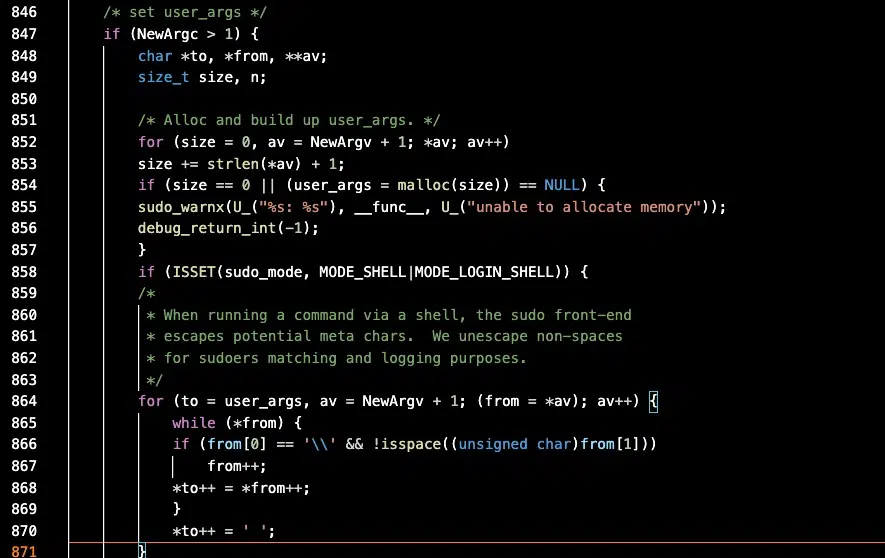 846 /* set user_args */
847 if (NewArgc > 1) {
848 char *to, *from, **av;
849 size_t size, n;
850
851 /* Alloc and build up user_args. */
852 for (size = 0, av = NewArgv + 1; *av; av++)
853 size += strlen(*av) + 1;
854 if (size == 0 || (user_args = malloc(size)) == NULL) {
855 sudo_warnx(U_("%s: %s"), __func__, U_("unable to allocate memory"));
856 debug_return_int(-1);
857 }
858 if (ISSET(sudo_mode, MODE_SHELL|MODE_LOGIN_SHELL)) {
859 /*
860 * When running a command via a shell, the sudo front-end
861 * escapes potential meta chars.  We unescape non-spaces
862 * for sudoers matching and logging purposes.
863 */
864 for (to = user_args, av = NewArgv + 1; (from = *av); av++) {
865 while (*from) {
866 if (from[0] == '\\' && !isspace((unsigned char)from[1]))
867 from++;
868 *to++ = *from++;
869 }
870 *to++ = ' ';
871 }